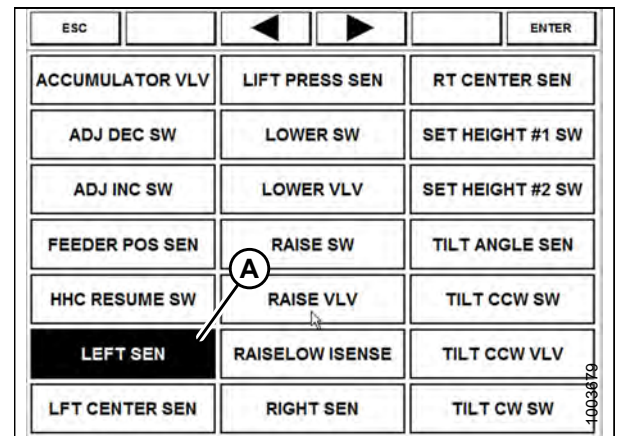 ESC ENTER
ACCUMULATOR VLV LIFT PRESS SEN RT CENTER SEN
ADJ DEC SW LOWER SW SET HEIGHT #1 SW
ADJ INC SW LOWER VLV SET HEIGHT #2 SW
FEEDER POS SEN RAISE SW TILT ANGLE SEN
A
HHC RESUME SW RAISE VLV TILT CCW SW
LEFT SEN RAISELOW ISENSE TILT CCW VLV
LFT CENTER SEN RIGHT SEN TILT CW SW
1003679